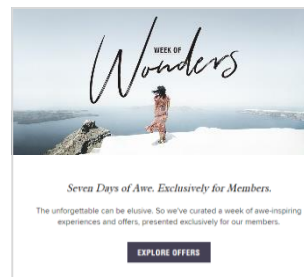 WEEK OF
Wonders
Seven Days of Awe. Exclusively for Members.
The unforgettable can be elusive. So we've curated a week of awe-inspiring
experiences and offers, presented exclusively for our members.
EXPLORE OFFERS